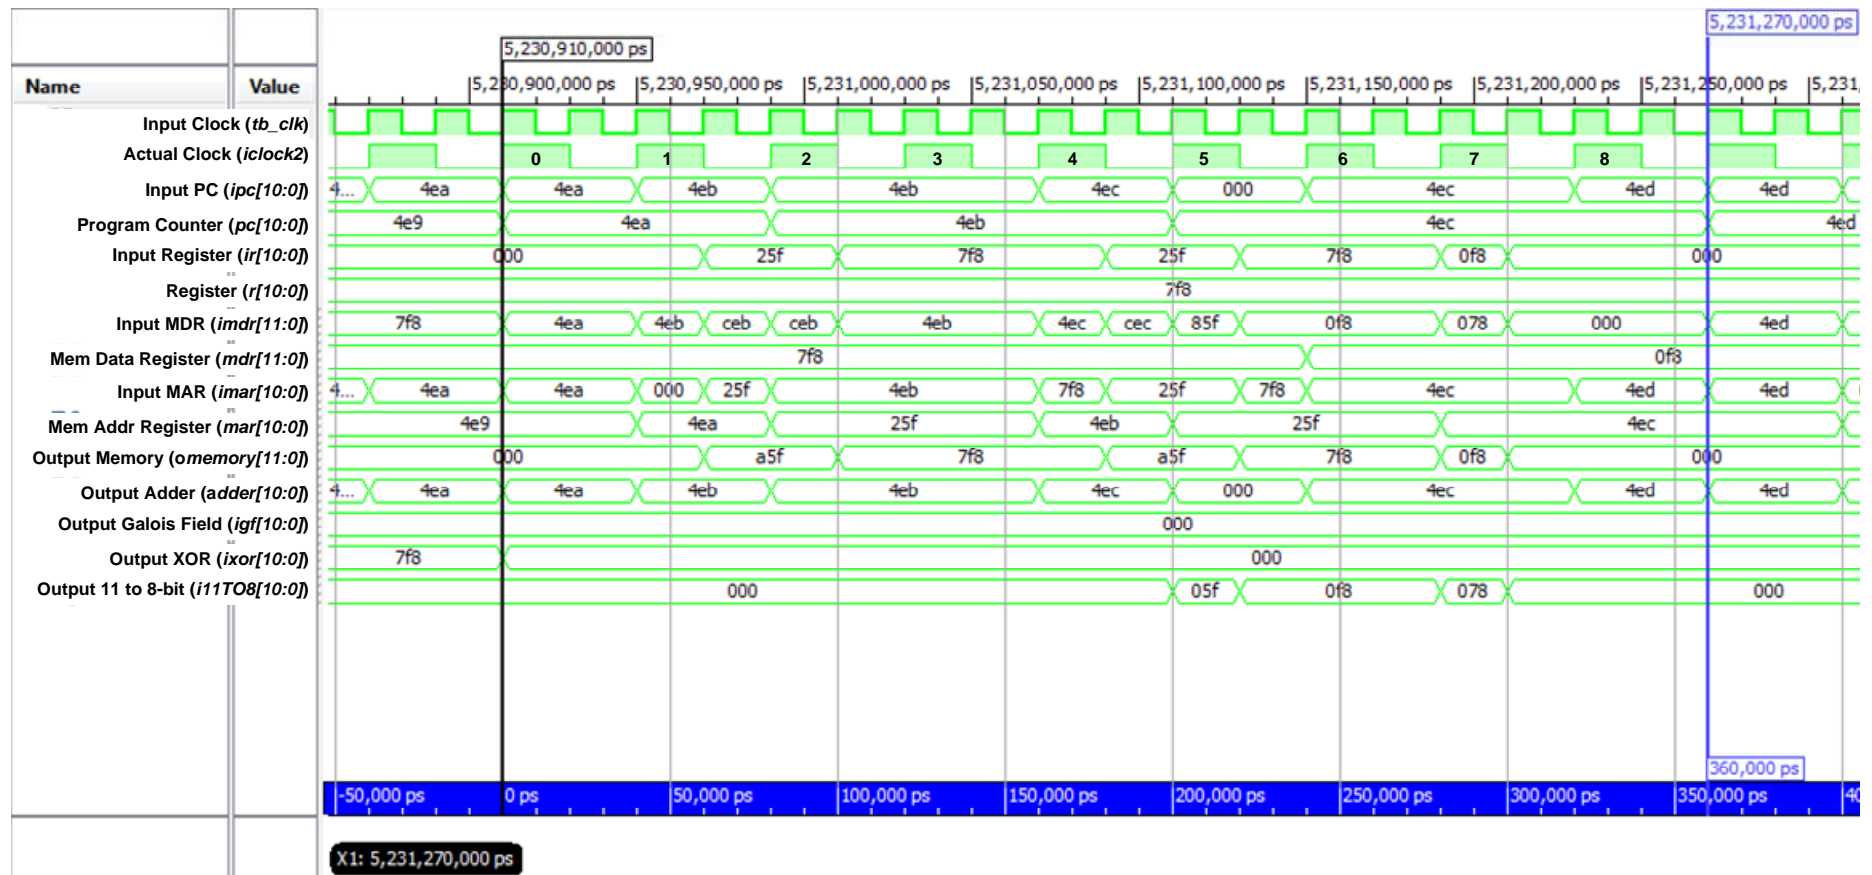 5,231,270,000 ps
5,230,910,000 ps
Name Value 5,230,900,000 ps 5,230,950,000 ps 5,231,000,000 ps 5,231,050,000 ps 5,231,100,000 ps 5,231,150,000 ps 5,231,200,000 ps 5,231,250,000 ps 5,231,
Input Clock (tb_clk)
Actual Clock (iclock2) 0 1 2 3 4 5 6 7 8
Input PC (ipc[10:0]) 4... 4ea 4ea 4eb 4eb 4ec 000 4ec 4ed 4ed
Program Counter (pc[10:0]) 4e9 4ea 4eb 4ec 4ed
Input Register (ir[10:0]) 000 25f 7f8 25f 7f8 0f8 000
Register (r[10:0]) 7f8
Input MDR (imdr[11:0]) 7f8 4ea 4eb ceb ceb 4eb 4ec cec 85f 0f8 078 000 4ed
Mem Data Register (mdr[11:0]) 7f8 0f8
Input MAR (imar[10:0]) 4... 4ea 4ea 000 25f 4eb 7f8 25f 7f8 4ec 4ed 4ed
Mem Addr Register (mar[10:0]) 4e9 4ea 25f 4eb 25f 4ec
Output Memory (omemory[11:0]) 000 a5f 7f8 a5f 7f8 0f8 000
Output Adder (adder[10:0]) 4... 4ea 4ea 4eb 4eb 4ec 000 4ec 4ed 4ed
Output Galois Field (igf[10:0]) 000
Output XOR (ixor[10:0]) 7f8 000
Output 11 to 8-bit (i11TO8[10:0]) 000 05f 0f8 078 000
360,000 ps
-50,000 ps 0 ps 50,000 ps 100,000 ps 150,000 ps 200,000 ps 250,000 ps 300,000 ps 350,000 ps 40
X1: 5,231,270,000 ps